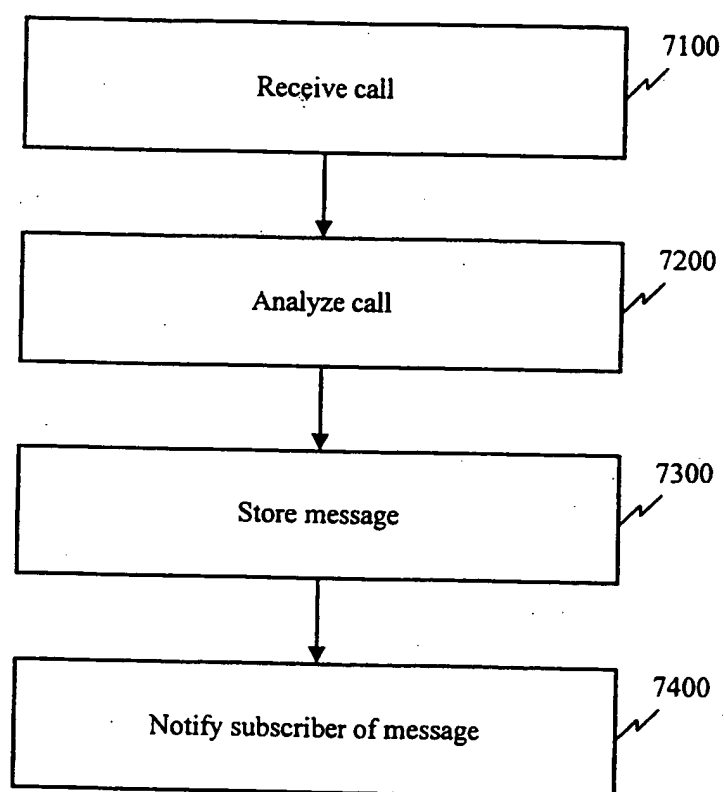 7100
Receive call
7200
Analyze call
7300
Store message
7400
Notify subscriber of message